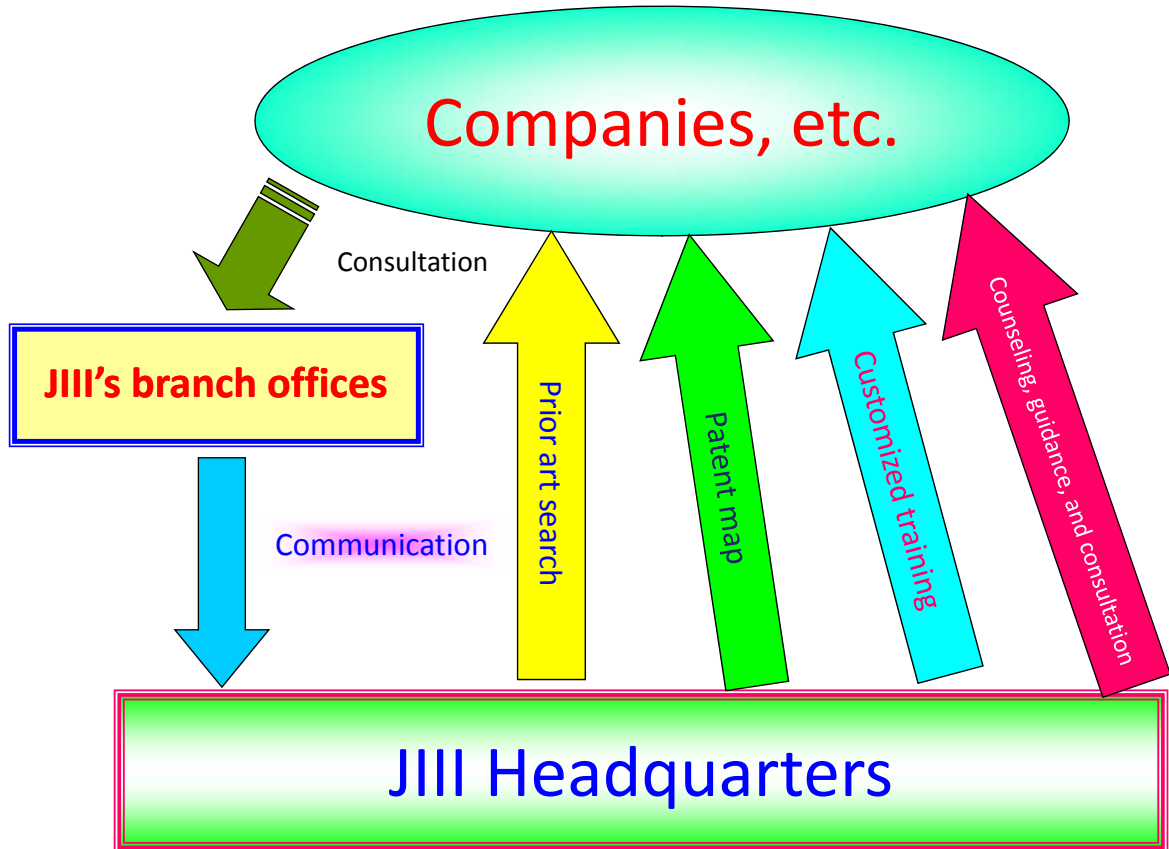 Companies, etc.
Consultation
JIII's branch offices
Communication
Prior art search
Patent map
Customized training
Counseling, guidance, and consultation
JIII Headquarters